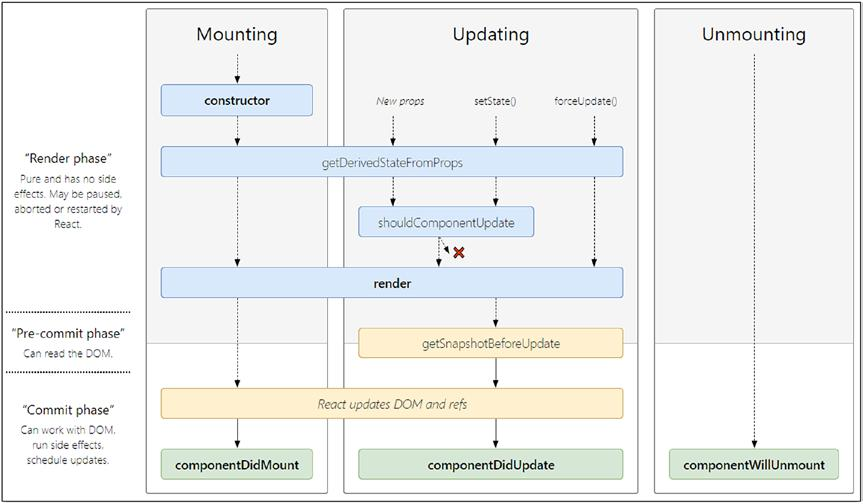 Mounting
Updating
Unmounting
constructor
New props
setState()
forceUpdate()
"Render phase"
Pure and has no side
effects. May be paused,
aborted or restarted by
React.
getDerivedStateFromProps
shouldComponentUpdate
render
"Pre-commit phase"
Can read the DOM.
getSnapshotBeforeUpdate
"Commit phase"
Can work with DOM,
run side effects,
schedule updates.
React updates DOM and refs
componentDidMount
componentDidUpdate
componentWillUnmount